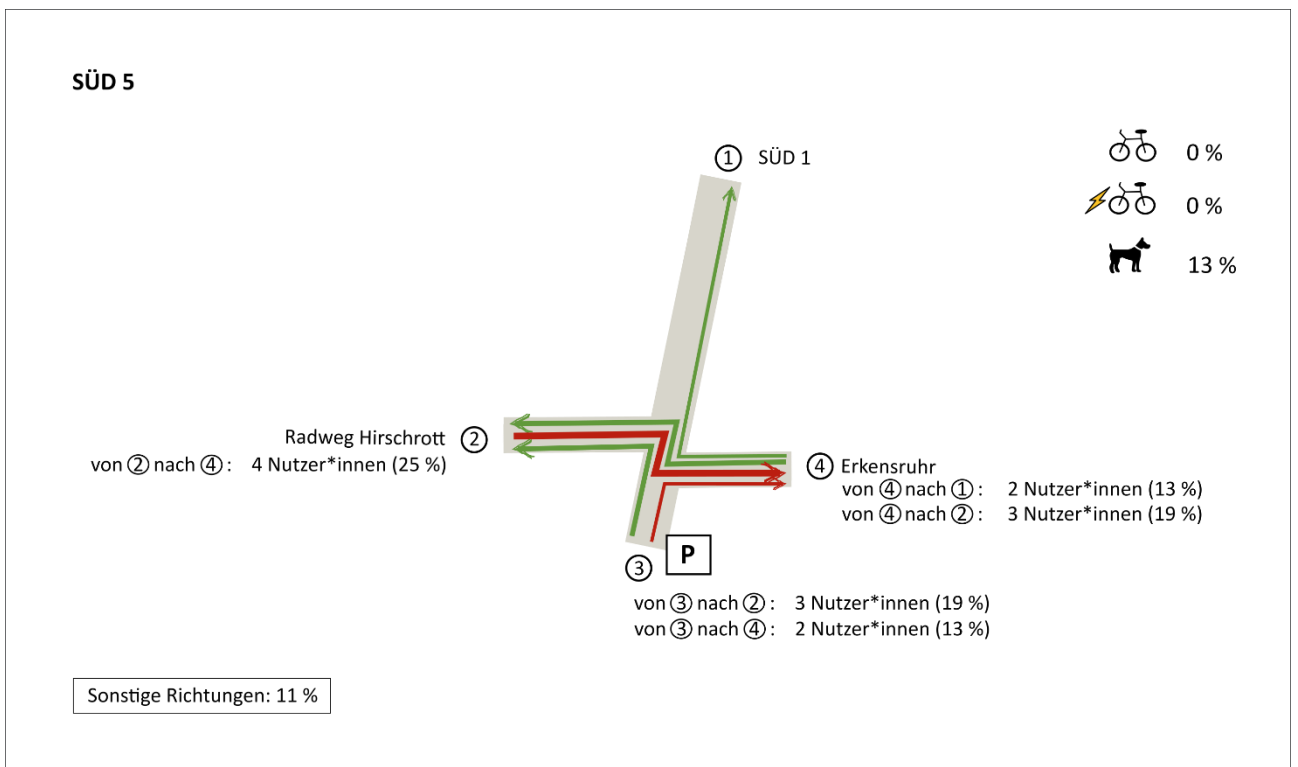 SÜD 5
① SÜD 1
0 %
0 %
13 %
Radweg Hirschrott ②
von ② nach ④ : 4 Nutzer*innen (25 %)
④ Erkensruhr
von ④ nach ① : 2 Nutzer*innen (13 %)
von ④ nach ② : 3 Nutzer*innen (19 %)
③ P
von ③ nach ② : 3 Nutzer*innen (19 %)
von ③ nach ④ : 2 Nutzer*innen (13 %)
Sonstige Richtungen: 11 %